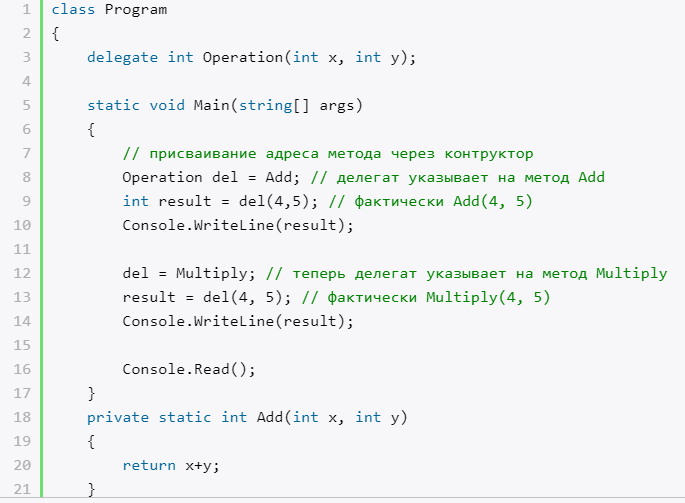 1 class Program
2 {
3     delegate int Operation(int x, int y);
4
5     static void Main(string[] args)
6     {
7         // присваивание адреса метода через контруктор
8         Operation del = Add; // делегат указывает на метод Add
9         int result = del(4,5); // фактически Add(4, 5)
10         Console.WriteLine(result);
11
12         del = Multiply; // теперь делегат указывает на метод Multiply
13         result = del(4, 5); // фактически Multiply(4, 5)
14         Console.WriteLine(result);
15
16         Console.Read();
17     }
18     private static int Add(int x, int y)
19     {
20         return x+y;
21     }